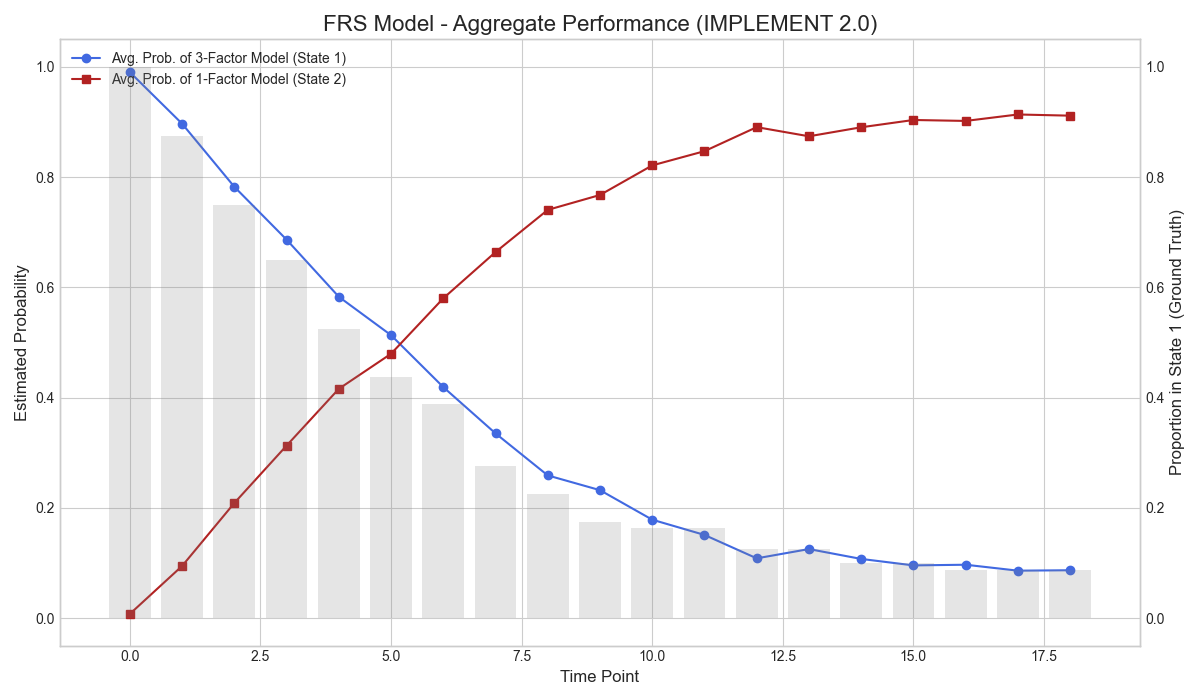 FRS Model - Aggregate Performance (IMPLEMENT 2.0)
Avg. Prob. of 3-Factor Model (State 1)
Avg. Prob. of 1-Factor Model (State 2)
Estimated Probability
1.0
0.8
0.6
0.4
0.2
0.0
1.0
0.8
0.6
0.4
0.2
0.0
Proportion in State 1 (Ground Truth)
0.0 2.5 5.0 7.5 10.0 12.5 15.0 17.5
Time Point